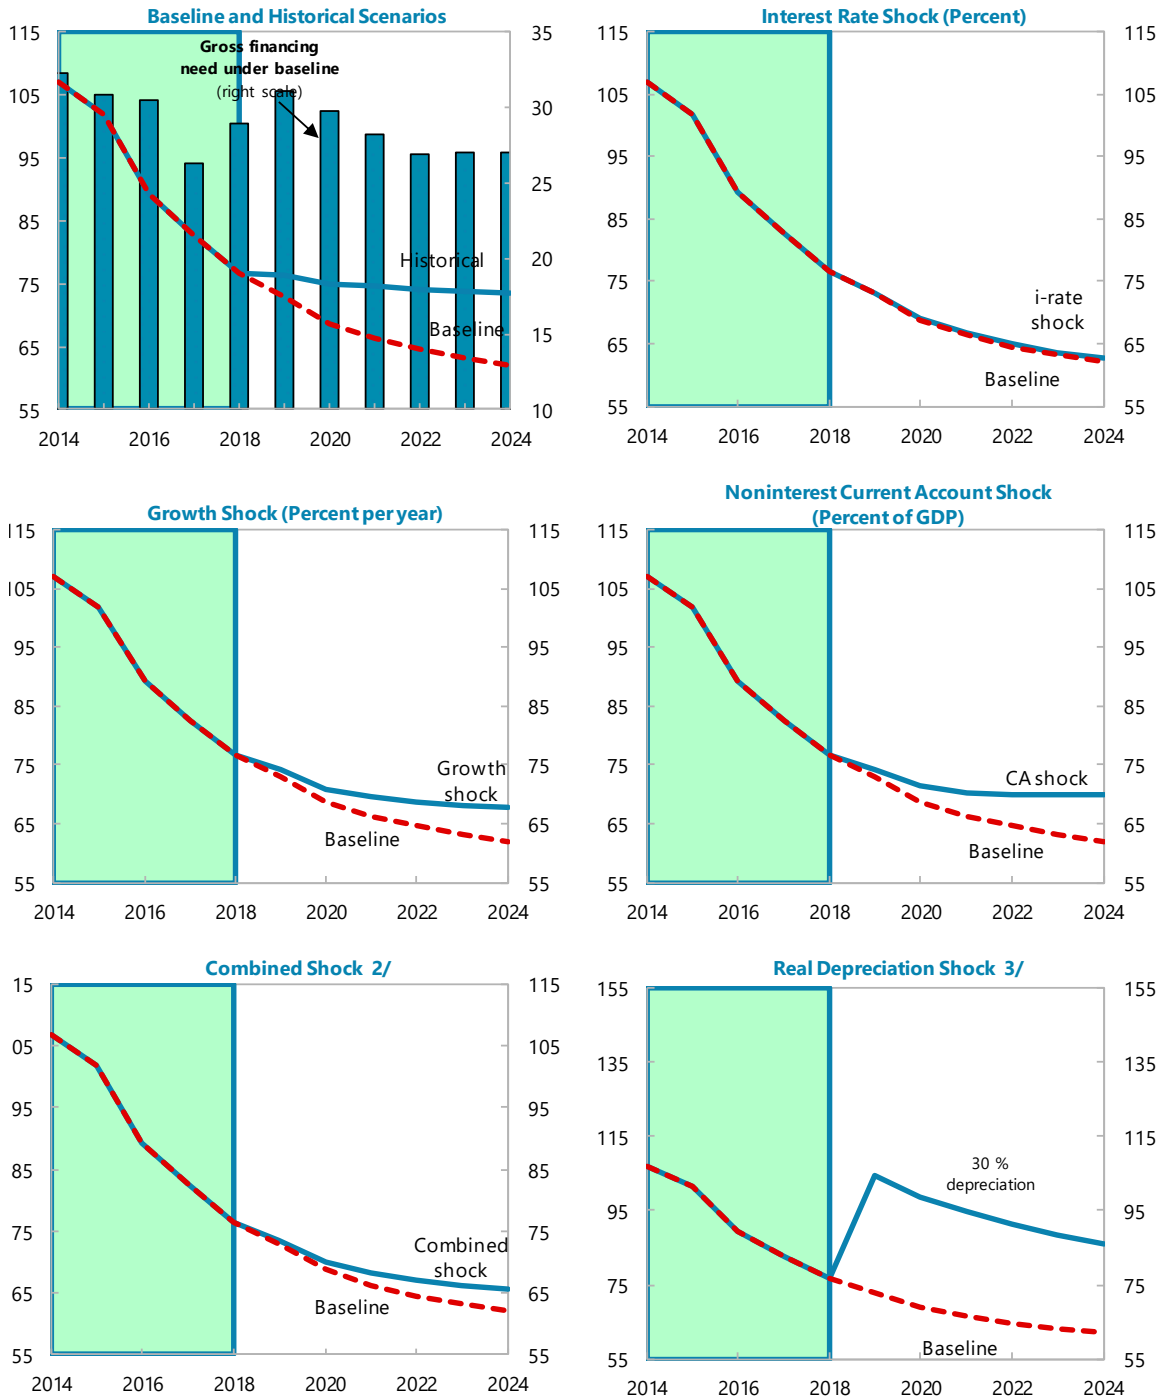 Baseline and Historical Scenarios
115
105
95
85
75
65
55
35
30
25
20
15
10
Gross financing
need under baseline
(right scale)
Historical
Baseline
2014 2016 2018 2020 2022 2024
Interest Rate Shock (Percent)
115 115
105 105
95 95
85 85
75 75
65 65
55 55
i-rate
shock
Baseline
2014 2016 2018 2020 2022 2024
Growth Shock (Percent per year)
115 115
105 105
95 95
85 85
75 75
65 65
55 55
Growth
shock
Baseline
2014 2016 2018 2020 2022 2024
Noninterest Current Account Shock
(Percent of GDP)
115 115
105 105
95 95
85 85
75 75
65 65
55 55
CA shock
Baseline
2014 2016 2018 2020 2022 2024
Combined Shock 2/
15 115
05 105
95 95
85 85
75 75
65 65
55 55
Combined
shock
Baseline
2014 2016 2018 2020 2022 2024
Real Depreciation Shock 3/
155 155
135 135
115 115
95 95
75 75
55 55
30 %
depreciation
Baseline
2014 2016 2018 2020 2022 2024